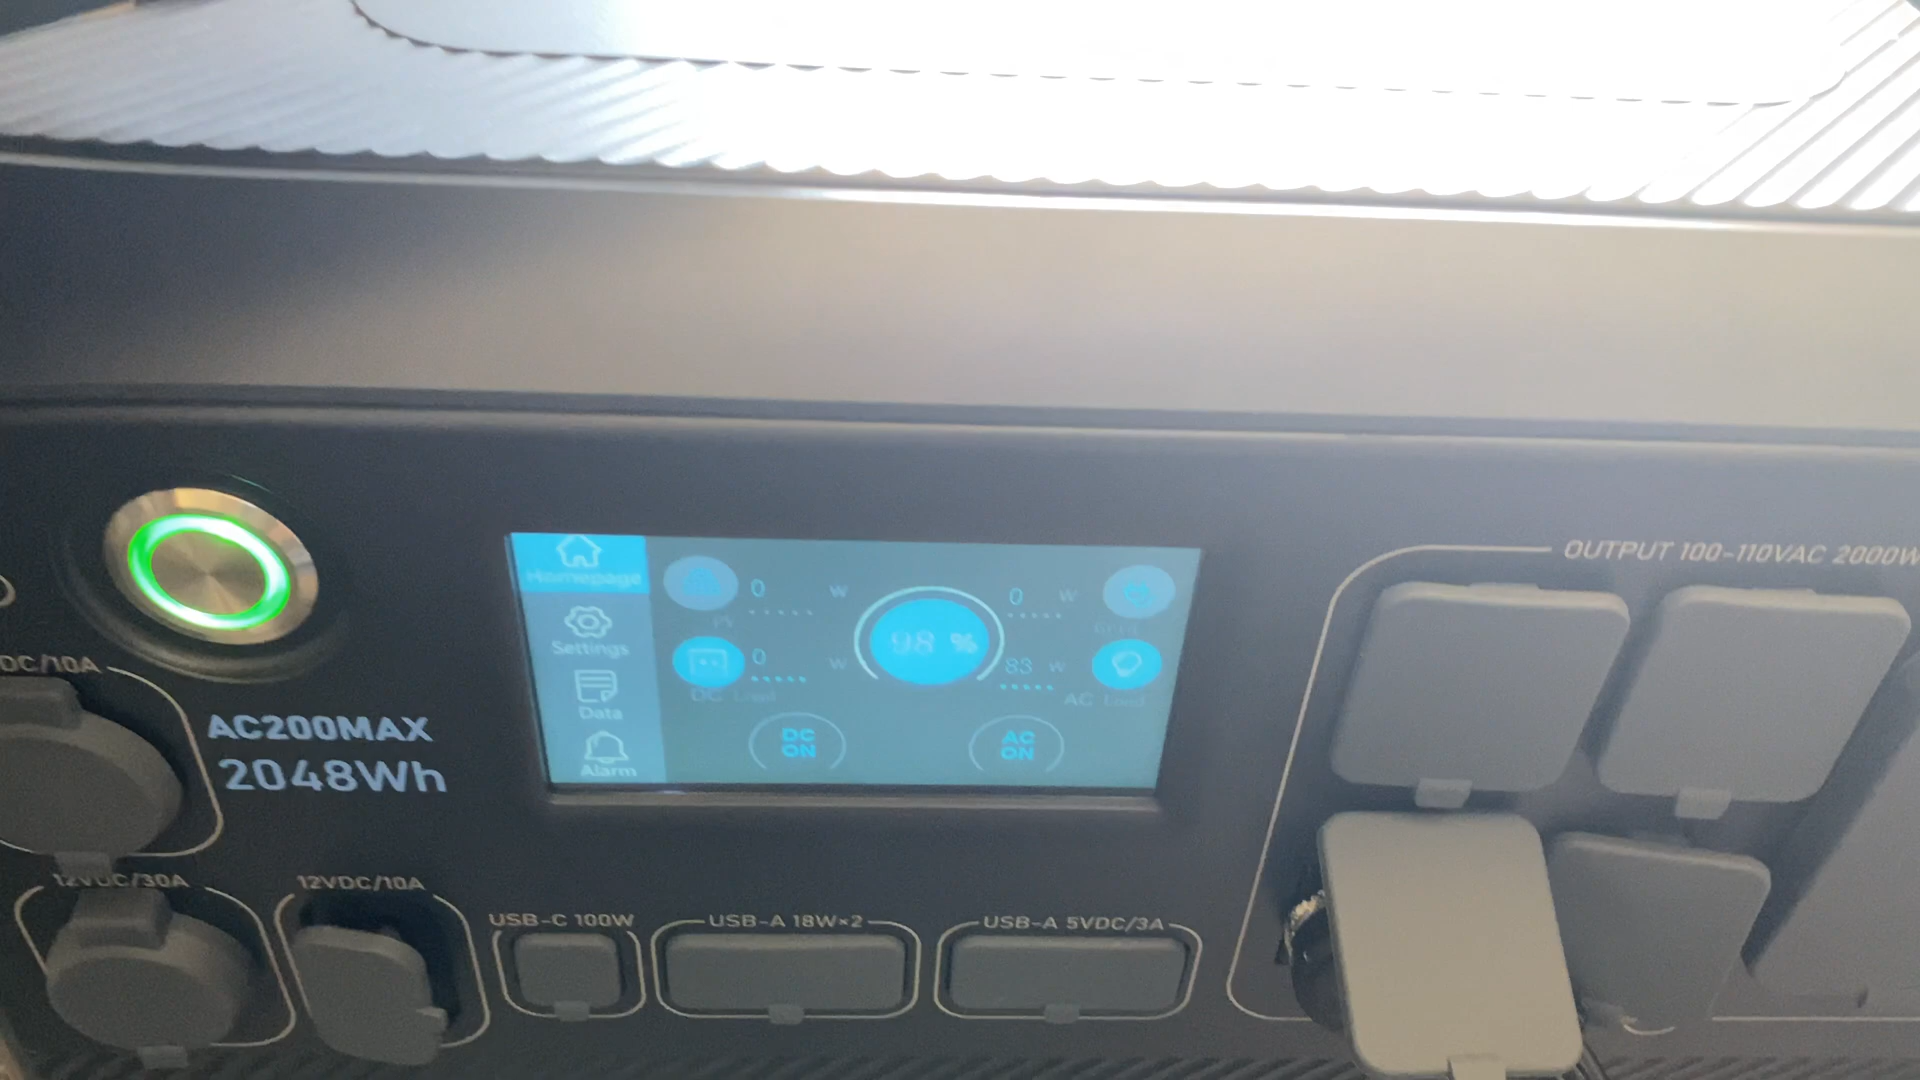 OUTPUT 100-110VAC 2000W
Homepage
Settings
Data
Alarm
0 W
PV
0 W
DC Load
98 %
0 W
83 W
AC Load
DC ON
AC ON
DC/10A
AC200MAX
2048Wh
12VDC/30A
12VDC/10A
USB-C 100W
USB-A 18W×2
USB-A 5VDC/3A